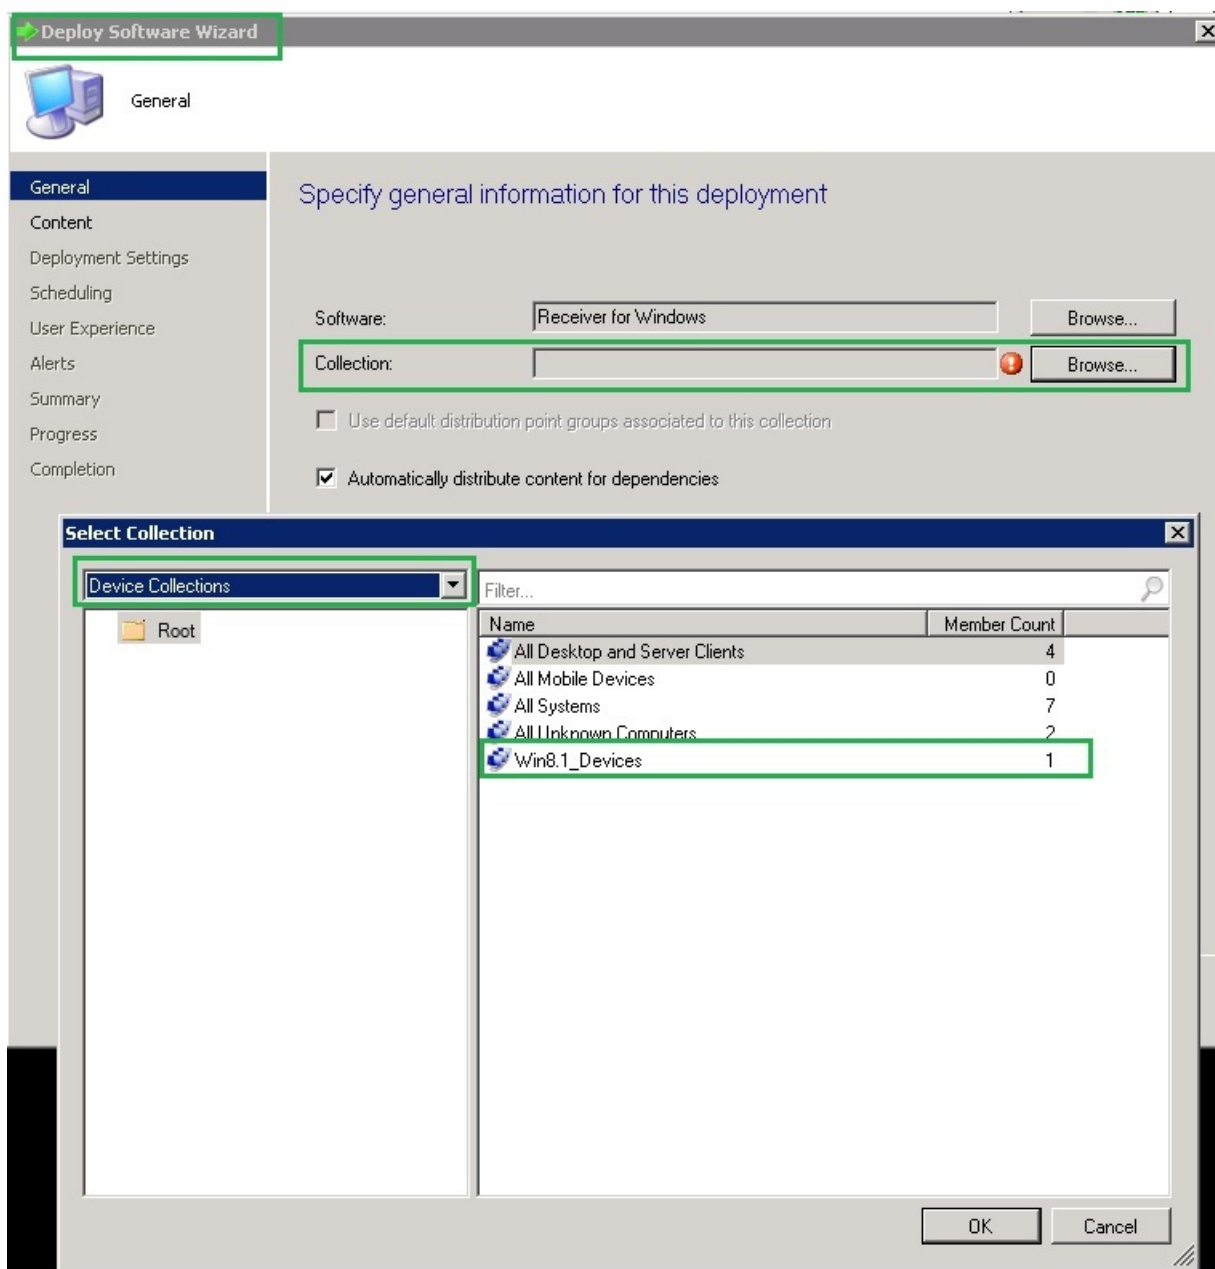 Deploy Software Wizard
General
General
Content
Deployment Settings
Scheduling
User Experience
Alerts
Summary
Progress
Completion
Specify general information for this deployment
Software: Receiver for Windows Browse...
Collection: Browse...
Use default distribution point groups associated to this collection
Automatically distribute content for dependencies
Select Collection
Device Collections
Filter...
Root
Name Member Count
All Desktop and Server Clients 4
All Mobile Devices 0
All Systems 7
All Unknown Computers 2
Win8.1_Devices 1
OK Cancel